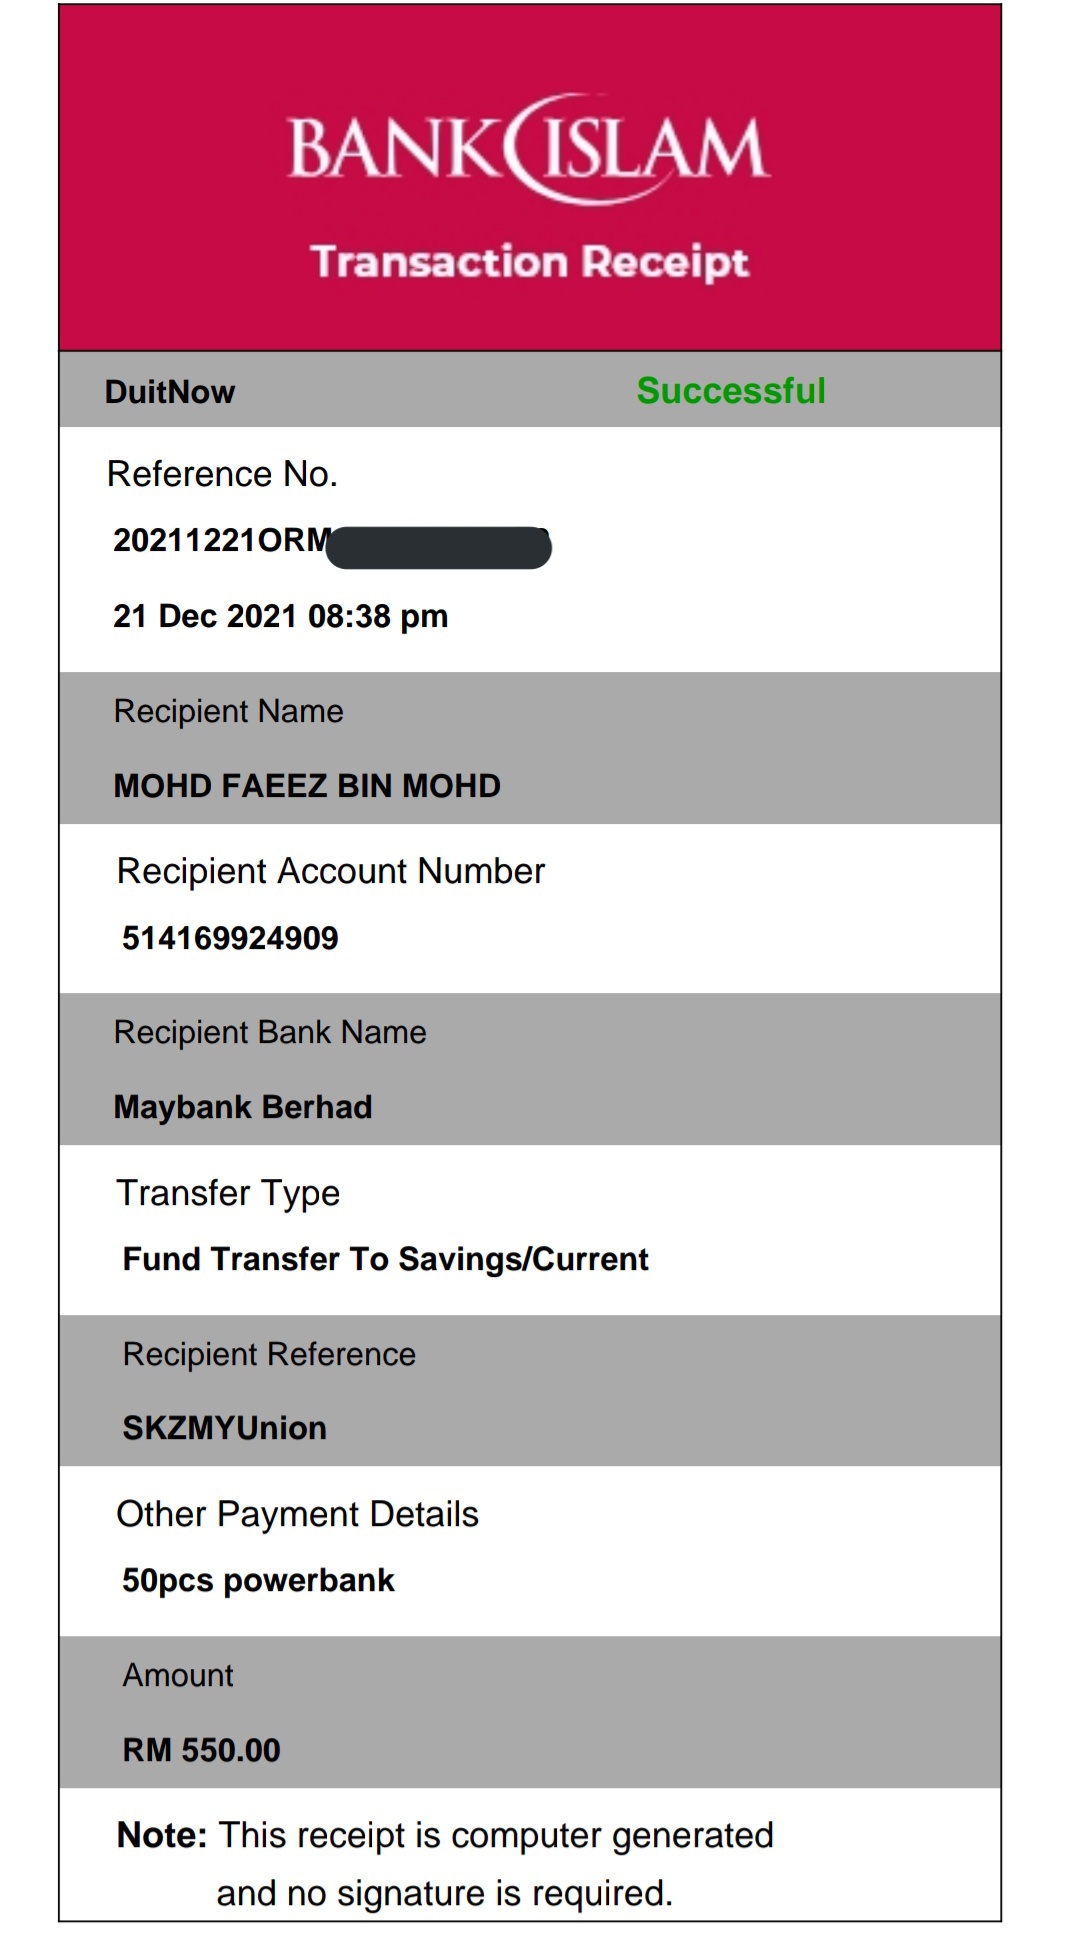 BANK ISLAM
Transaction Receipt
DuitNow Successful
Reference No.
20211221ORM
21 Dec 2021 08:38 pm
Recipient Name
MOHD FAEEZ BIN MOHD
Recipient Account Number
514169924909
Recipient Bank Name
Maybank Berhad
Transfer Type
Fund Transfer To Savings/Current
Recipient Reference
SKZMYUnion
Other Payment Details
50pcs powerbank
Amount
RM 550.00
Note: This receipt is computer generated
and no signature is required.